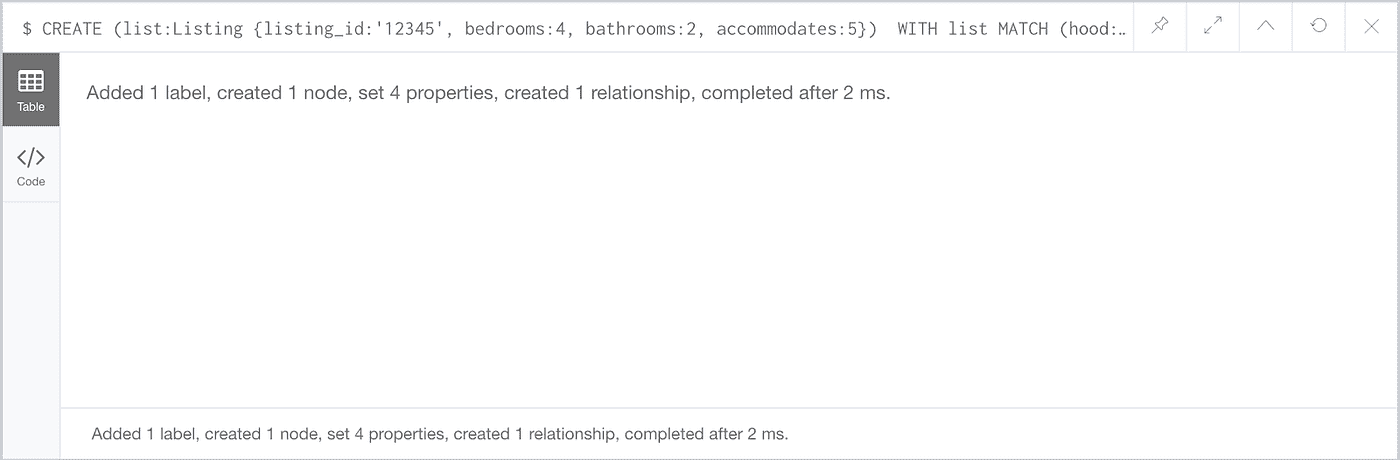 $ CREATE (list:Listing {listing_id:'12345', bedrooms:4, bathrooms:2, accommodates:5})  WITH list MATCH (hood:…
Table
Added 1 label, created 1 node, set 4 properties, created 1 relationship, completed after 2 ms.
</>
Code
Added 1 label, created 1 node, set 4 properties, created 1 relationship, completed after 2 ms.